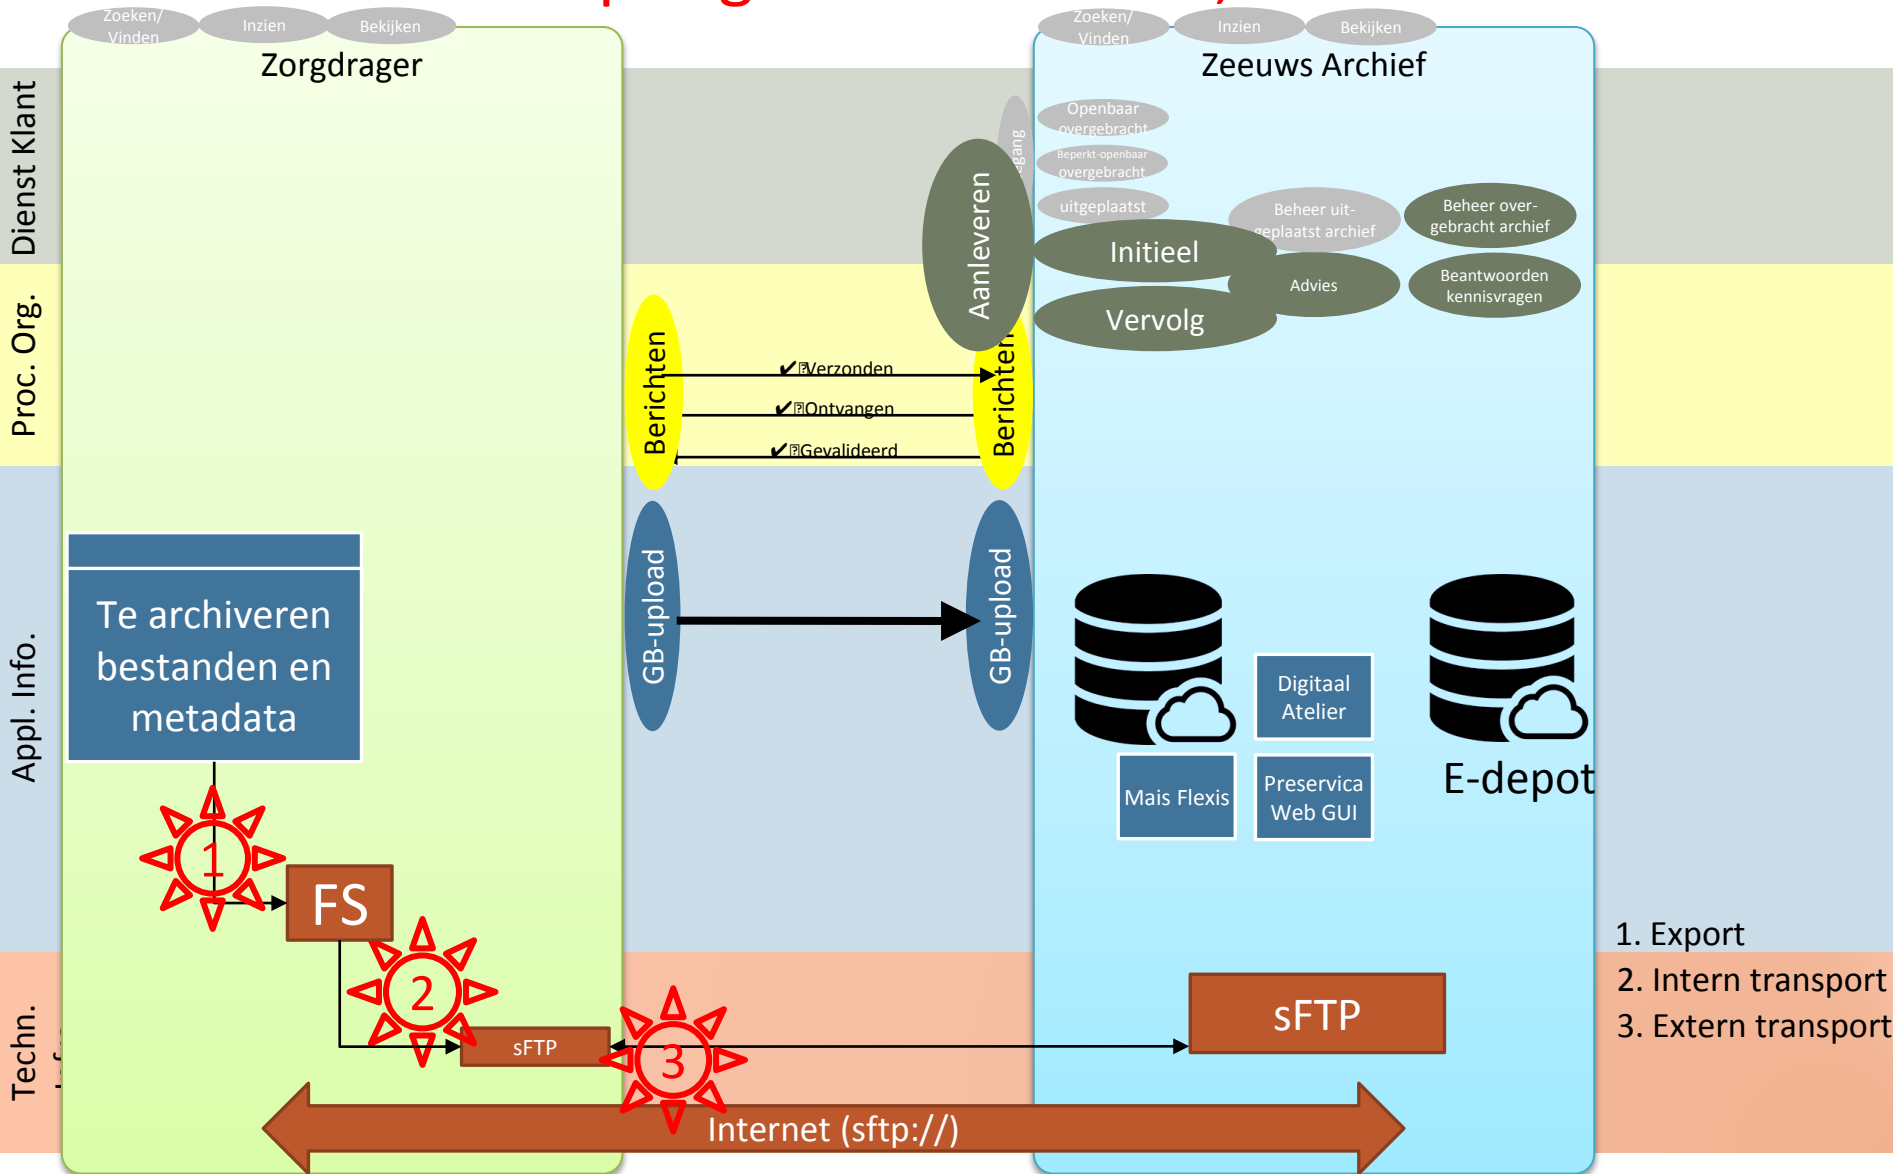 Zoeken/
Vinden
Inzien
Bekijken
Zorgdrager
Zoeken/
Vinden
Inzien
Bekijken
Zeeuws Archief
Dienst Klant
Proc. Org.
Appl. Info.
Techn.
Openbaar
overgebracht
Beperkt-openbaar
overgebracht
uitgeplaatst
Aanleveren
Initieel
Vervolg
Beheer uit-
geplaatst archief
Beheer over-
gebracht archief
Advies
Beantwoorden
kennisvragen
Berichten
✔ Verzonden
✔ Ontvangen
✔ Gevalideerd
Berichten
GB-upload
GB-upload
Te archiveren
bestanden en
metadata
Digitaal
Atelier
Mais Flexis
Preservica
Web GUI
E-depot
1
FS
2
sFTP
3
sFTP
Internet (sftp://)
1. Export
2. Intern transport
3. Extern transport